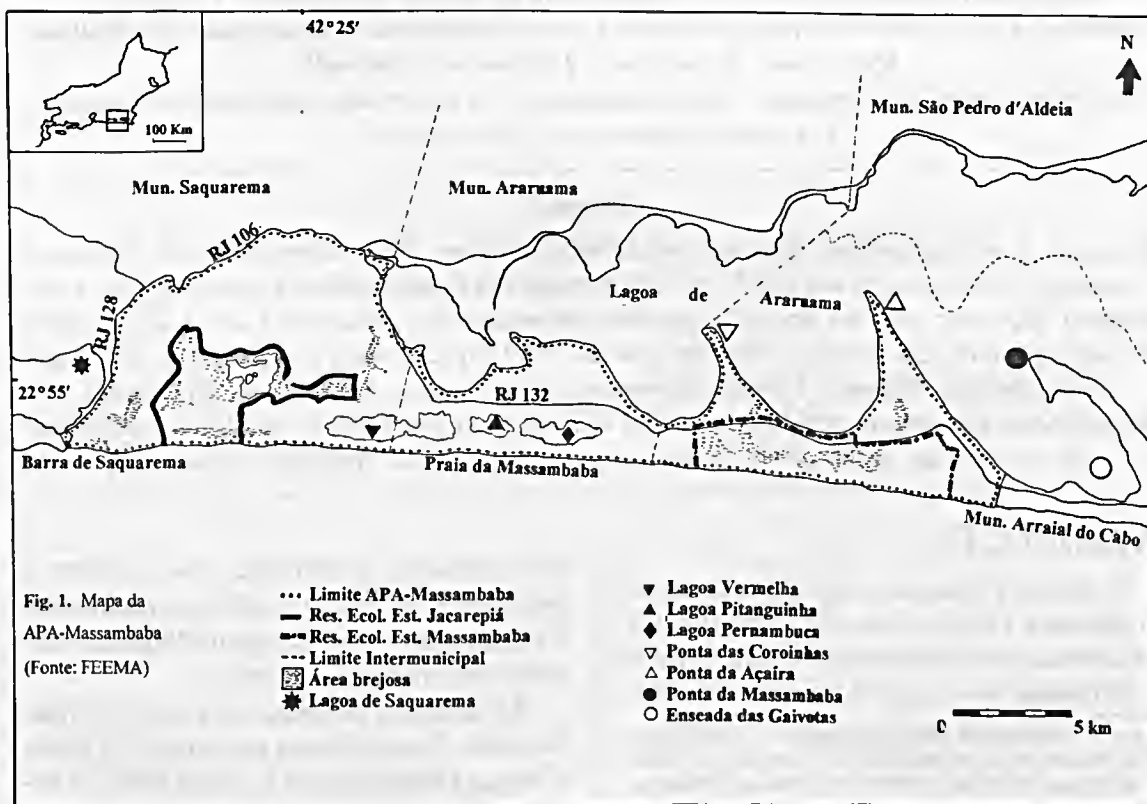 42°25'
N
100 Km
Mun. São Pedro d'Aldeia
Mun. Saquarema
Mun. Araruama
RJ 106
Lagoa de Araruama
RJ 128
22°55'
RJ 132
Barra de Saquarema
Praia da Massambaba
Mun. Arraial do Cabo
Fig. 1. Mapa da
APA-Massambaba
(Fonte: FEEMA)
Limite APA-Massambaba
Res. Ecol. Est. Jacarepiá
Res. Ecol. Est. Massambaba
Limite Intermunicipal
Área brejosa
Lagoa de Saquarema
Lagoa Vermelha
Lagoa Pitanguinha
Lagoa Pernambuca
Ponta das Coroinhas
Ponta da Açaíra
Ponta da Massambaba
Enseada das Gaivotas
0 5 km